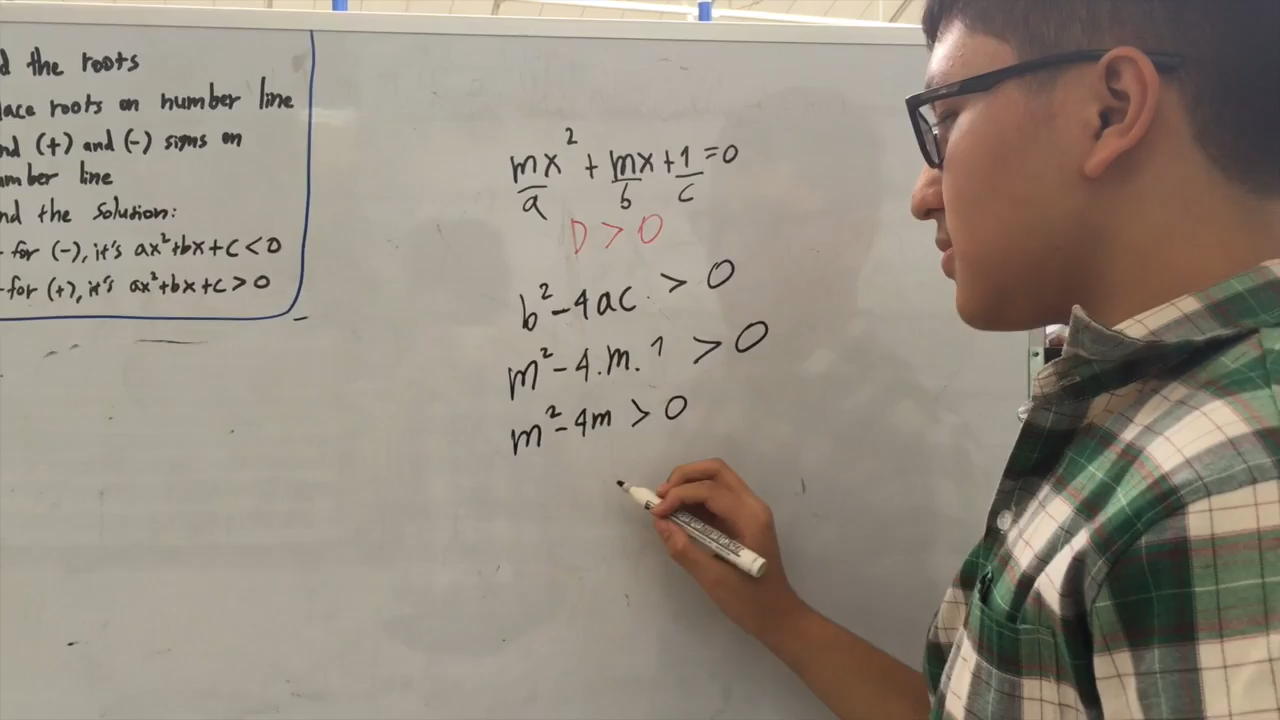 d the roots
lace roots on number line
nd (+) and (-) signs on
umber line
nd the solution:
- for (-), it's ax²+bx+c < 0
- for (+), it's ax²+bx+c > 0
mx² + mx + 1 = 0
a b c
D > 0
b² - 4ac > 0
m² - 4.m.1 > 0
m² - 4m > 0